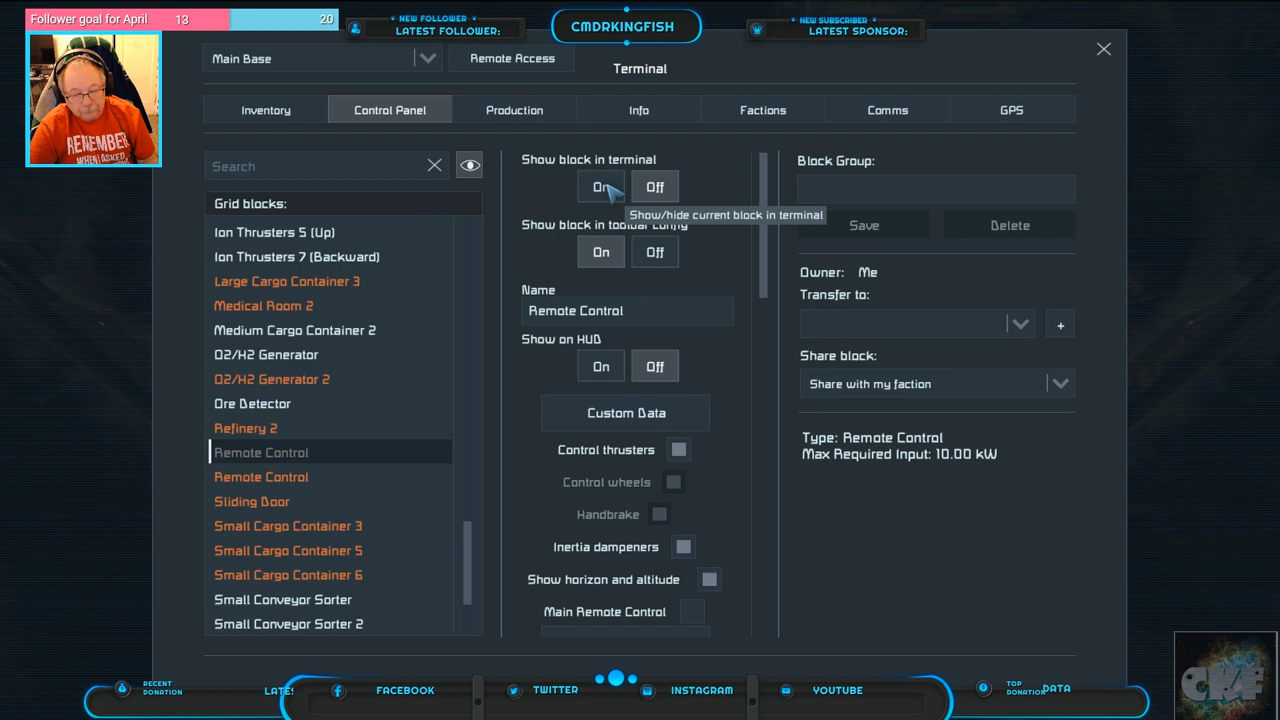 Follower goal for April 13 20
NEW FOLLOWER
LATEST FOLLOWER:
CMDRKINGFISH
NEW SUBSCRIBER
LATEST SPONSOR:
REMEMBER
WHEN ASKED
Main Base
Remote Access
Terminal
Inventory
Control Panel
Production
Info
Factions
Comms
GPS
Search
Grid blocks:
Ion Thrusters 5 (Up)
Ion Thrusters 7 (Backward)
Large Cargo Container 3
Medical Room 2
Medium Cargo Container 2
O2/H2 Generator
O2/H2 Generator 2
Ore Detector
Refinery 2
Remote Control
Remote Control
Sliding Door
Small Cargo Container 3
Small Cargo Container 5
Small Cargo Container 6
Small Conveyor Sorter
Small Conveyor Sorter 2
Show block in terminal
On Off
Show/hide current block in terminal
Show block in toolbar config
On Off
Name
Remote Control
Show on HUD
On Off
Custom Data
Control thrusters
Control wheels
Handbrake
Inertia dampeners
Show horizon and altitude
Main Remote Control
Block Group:
Save Delete
Owner: Me
Transfer to:
+
Share block:
Share with my faction
Type: Remote Control
Max Required Input: 10.00 kW
RECENT
DONATION
LATES
FACEBOOK
TWITTER
INSTAGRAM
YOUTUBE
TOP
DONATION
DATA
CKF